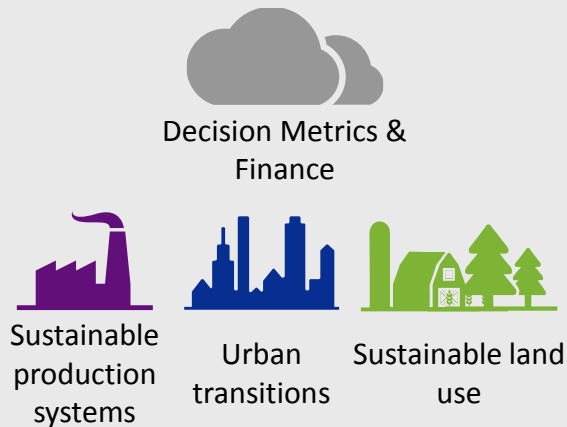 Decision Metrics &
Finance
Sustainable
production
systems
Urban
transitions
Sustainable land
use